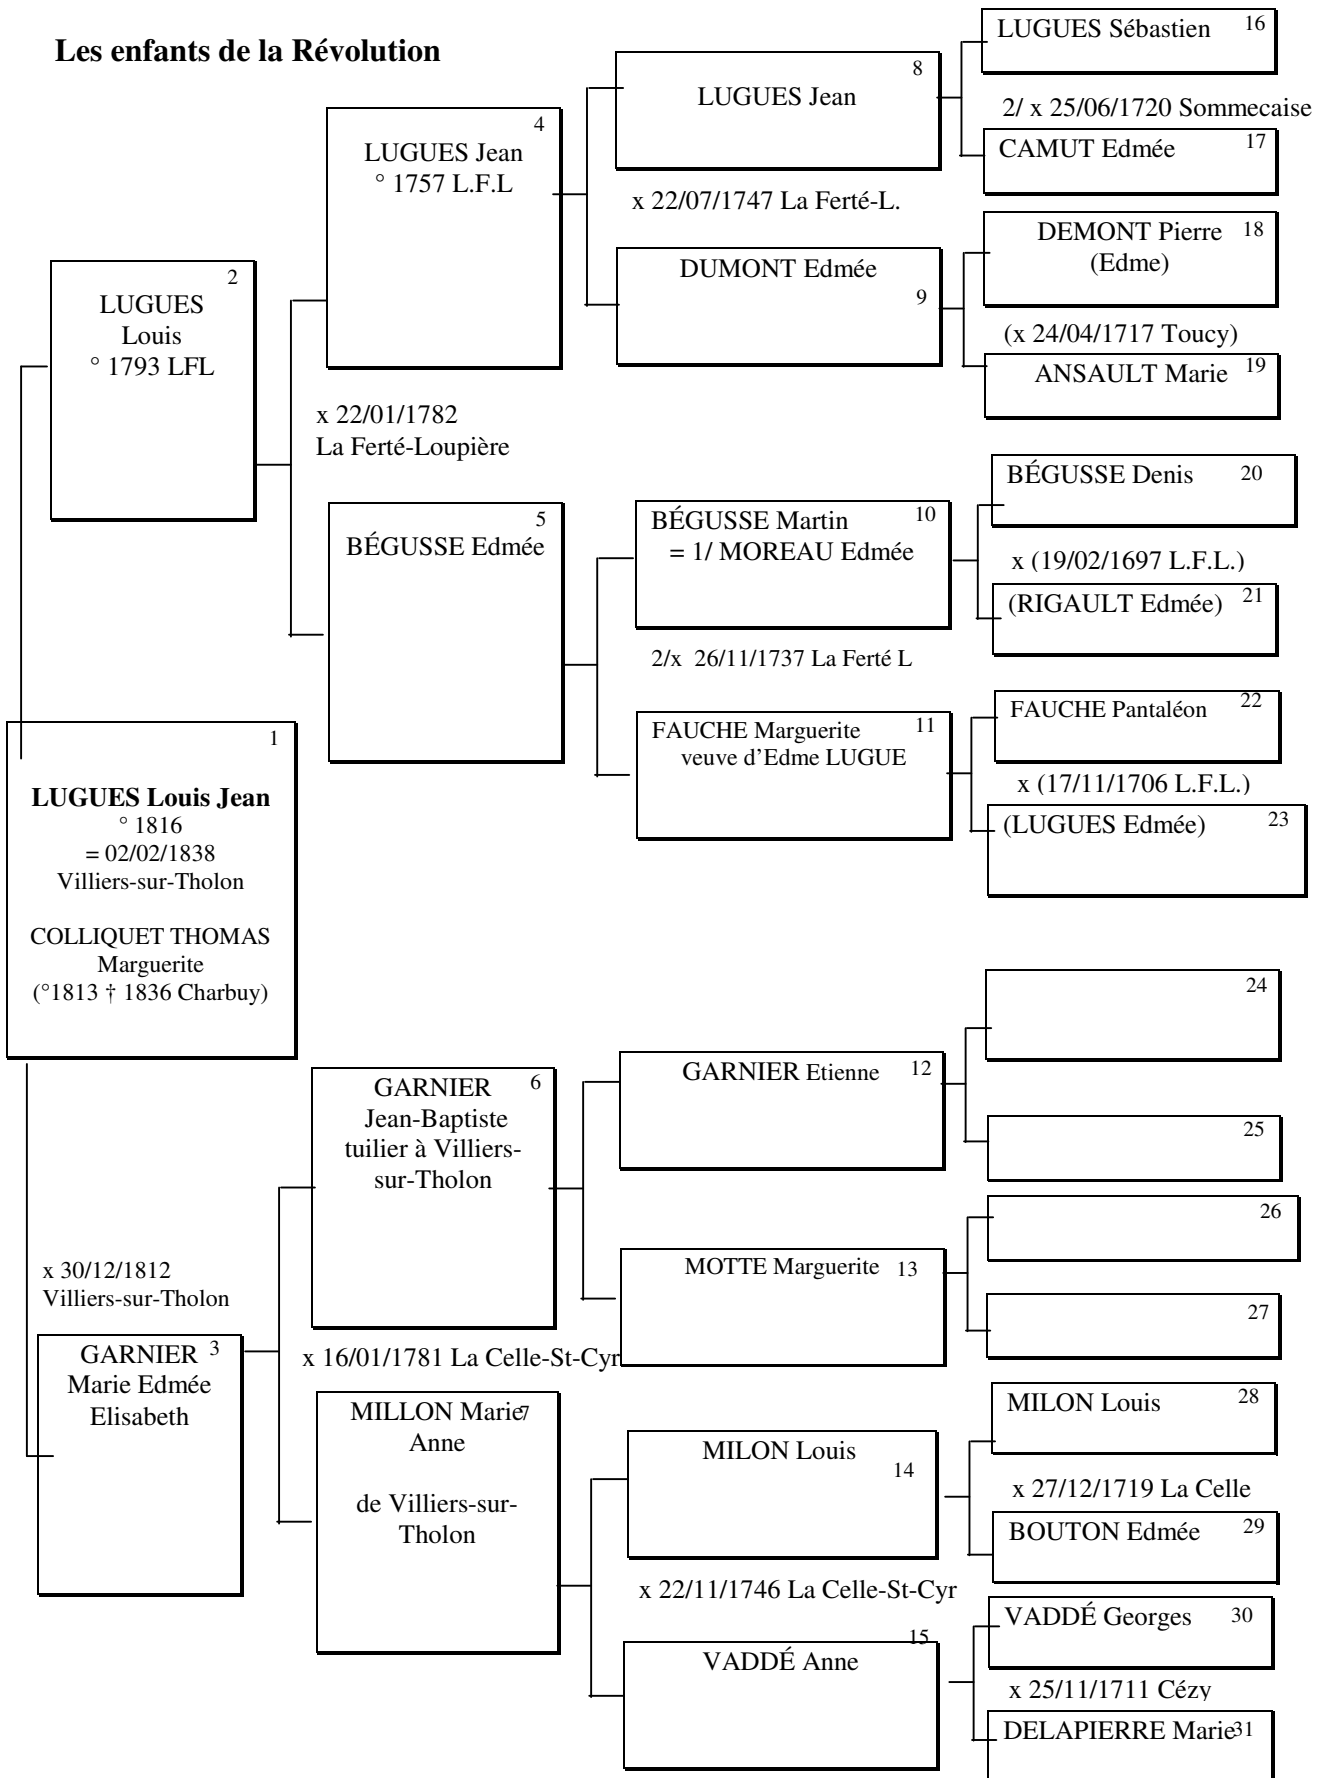 Les enfants de la Révolution
1
LUGUES Louis Jean
° 1816
= 02/02/1838
Villiers-sur-Tholon
COLLIQUET THOMAS
Marguerite
(°1813 † 1836 Charbuy)
2
LUGUES
Louis
° 1793 LFL
x 30/12/1812
Villiers-sur-Tholon
GARNIER 3
Marie Edmée
Elisabeth
4
LUGUES Jean
° 1757 L.F.L
x 22/01/1782
La Ferté-Loupière
5
BÉGUSSE Edmée
GARNIER 6
Jean-Baptiste
tuilier à Villiers-
sur-Tholon
x 16/01/1781 La Celle-St-Cyr
MILLON Marie 7
Anne
de Villiers-sur-
Tholon
8
LUGUES Jean
x 22/07/1747 La Ferté-L.
DUMONT Edmée
9
BÉGUSSE Martin 10
= 1/ MOREAU Edmée
2/x 26/11/1737 La Ferté L
FAUCHE Marguerite 11
veuve d'Edme LUGUE
GARNIER Etienne 12
MOTTE Marguerite 13
MILON Louis
14
x 22/11/1746 La Celle-St-Cyr
15
VADDÉ Anne
LUGUES Sébastien 16
2/ x 25/06/1720 Sommecaise
CAMUT Edmée 17
DEMONT Pierre 18
(Edme)
(x 24/04/1717 Toucy)
ANSAULT Marie 19
BÉGUSSE Denis 20
x (19/02/1697 L.F.L.)
(RIGAULT Edmée) 21
FAUCHE Pantaléon 22
x (17/11/1706 L.F.L.)
(LUGUES Edmée) 23
24
25
26
27
MILON Louis 28
x 27/12/1719 La Celle
BOUTON Edmée 29
VADDÉ Georges 30
x 25/11/1711 Cézy
DELAPIERRE Marie 31